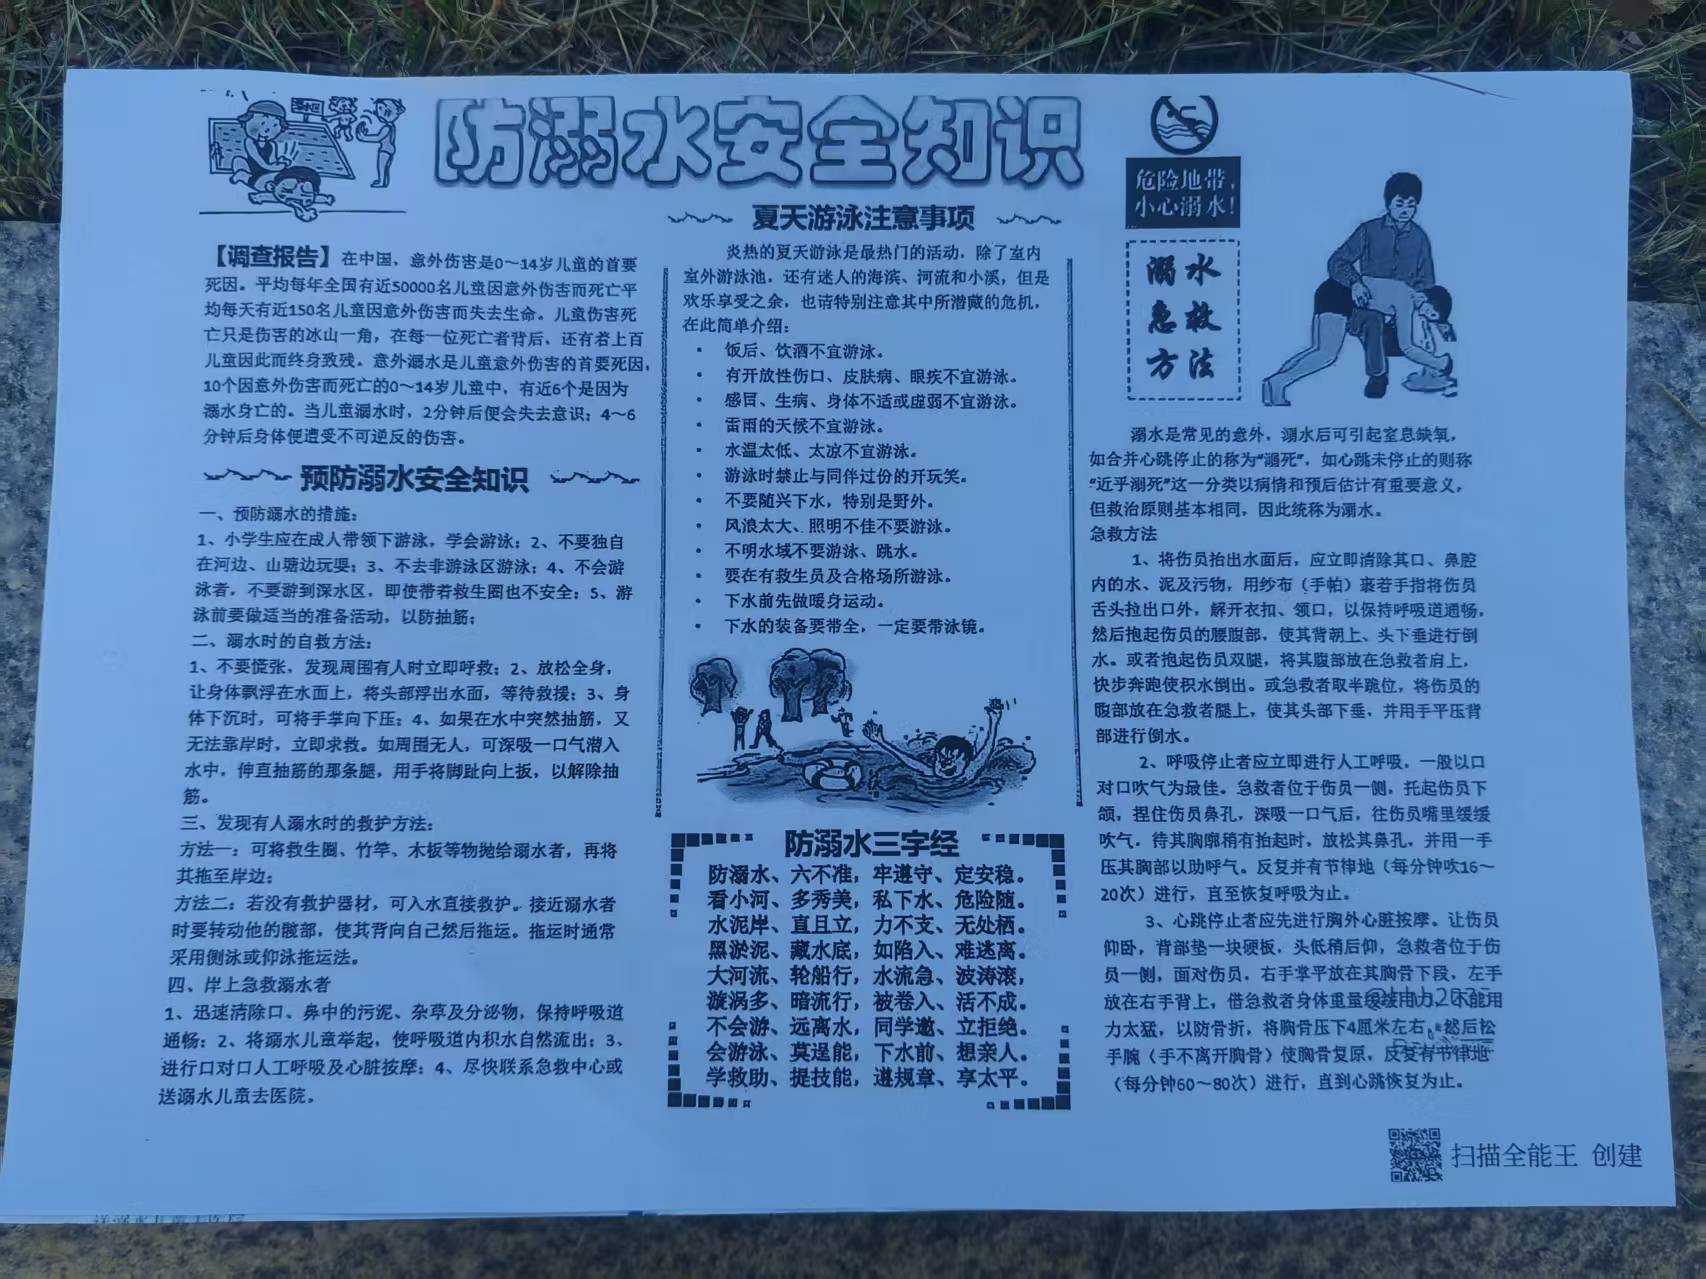 防溺水安全知识
【调查报告】在中国，意外伤害是0～14岁儿童的首要
死因。平均每年全国有近50000名儿童因意外伤害而死亡平
均每天有近150名儿童因意外伤害而失去生命。儿童伤害死
亡只是伤害的冰山一角，在每一位死亡者背后，还有着上百
儿童因此而终身致残。意外溺水是儿童意外伤害的首要死因，
10个因意外伤害而死亡的0～14岁儿童中，有近6个是因为
溺水身亡的。当儿童溺水时，2分钟后便会失去意识；4～6
分钟后身体便遭受不可逆反的伤害。
预防溺水安全知识
一、预防溺水的措施：
1、小学生应在成人带领下游泳，学会游泳；2、不要独自
在河边、山塘边玩耍；3、不去非游泳区游泳；4、不会游
泳者，不要游到深水区，即使带着救生圈也不安全；5、游
泳前要做适当的准备活动，以防抽筋；
二、溺水时的自救方法：
1、不要慌张，发现周围有人时立即呼救；2、放松全身，
让身体飘浮在水面上，将头部浮出水面，等待救援；3、身
体下沉时，可将手掌向下压；4、如果在水中突然抽筋，又
无法靠岸时，立即求救。如周围无人，可深吸一口气潜入
水中，伸直抽筋的那条腿，用手将脚趾向上扳，以解除抽
筋。
三、发现有人溺水时的救护方法：
方法一：可将救生圈、竹竿、木板等物抛给溺水者，再将
其拖至岸边；
方法二：若没有救护器材，可入水直接救护。接近溺水者
时要转动他的髋部，使其背向自己然后拖运。拖运时通常
采用侧泳或仰泳拖运法。
四、岸上急救溺水者
1、迅速清除口、鼻中的污泥、杂草及分泌物，保持呼吸道
通畅；2、将溺水儿童举起，使呼吸道内积水自然流出；3、
进行口对口人工呼吸及心脏按摩；4、尽快联系急救中心或
送溺水儿童去医院。
夏天游泳注意事项
炎热的夏天游泳是最热门的活动，除了室内
室外游泳池，还有迷人的海滨、河流和小溪，但是
欢乐享受之余，也请特别注意其中所潜藏的危机，
在此简单介绍：
• 饭后、饮酒不宜游泳。
• 有开放性伤口、皮肤病、眼疾不宜游泳。
• 感冒、生病、身体不适或虚弱不宜游泳。
• 雷雨的天候不宜游泳。
• 水温太低、太凉不宜游泳。
• 游泳时禁止与同伴过份的开玩笑。
• 不要随兴下水，特别是野外。
• 风浪太大、照明不佳不要游泳。
• 不明水域不要游泳、跳水。
• 要在有救生员及合格场所游泳。
• 下水前先做暖身运动。
• 下水的装备要带全，一定要带泳镜。
防溺水三字经
防溺水、六不准，牢遵守、定安稳。
看小河、多秀美，私下水、危险随。
水泥岸、直且立，力不支、无处栖。
黑淤泥、藏水底，如陷入、难逃离。
大河流、轮船行，水流急、波涛滚，
漩涡多、暗流行，被卷入、活不成。
不会游、远离水，同学邀、立拒绝。
会游泳、莫逞能，下水前、想亲人。
学救助、提技能，遵规章、享太平。
危险地带，
小心溺水！
溺水
急救
方法
溺水是常见的意外，溺水后可引起窒息缺氧，
如合并心跳停止的称为“溺死”，如心跳未停止的则称
“近乎溺死”这一分类以病情和预后估计有重要意义，
但救治原则基本相同，因此统称为溺水。
急救方法
1、将伤员抬出水面后，应立即清除其口、鼻腔
内的水、泥及污物，用纱布（手帕）裹着手指将伤员
舌头拉出口外，解开衣扣、领口，以保持呼吸道通畅，
然后抱起伤员的腰腹部，使其背朝上、头下垂进行倒
水。或者抱起伤员双腿，将其腹部放在急救者肩上，
快步奔跑使积水倒出。或急救者取半跪位，将伤员的
腹部放在急救者腿上，使其头部下垂，并用手平压背
部进行倒水。
2、呼吸停止者应立即进行人工呼吸，一般以口
对口吹气为最佳。急救者位于伤员一侧，托起伤员下
颌，捏住伤员鼻孔，深吸一口气后，往伤员嘴里缓缓
吹气，待其胸廓稍有抬起时，放松其鼻孔，并用一手
压其胸部以助呼气。反复并有节律地（每分钟吹16～
20次）进行，直至恢复呼吸为止。
3、心跳停止者应先进行胸外心脏按摩。让伤员
仰卧，背部垫一块硬板，头低稍后仰，急救者位于伤
员一侧，面对伤员，右手掌平放在其胸骨下段，左手
放在右手背上，借急救者身体重量缓缓用力，不能用
力太猛，以防骨折，将胸骨压下4厘米左右，然后松
手腕（手不离开胸骨）使胸骨复原，反复有节律地
（每分钟60～80次）进行，直到心跳恢复为止。
扫描全能王 创建